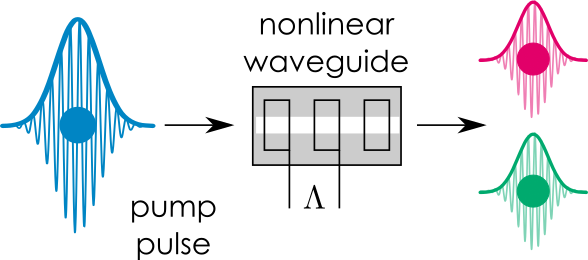 nonlinear
waveguide
Λ
pump
pulse